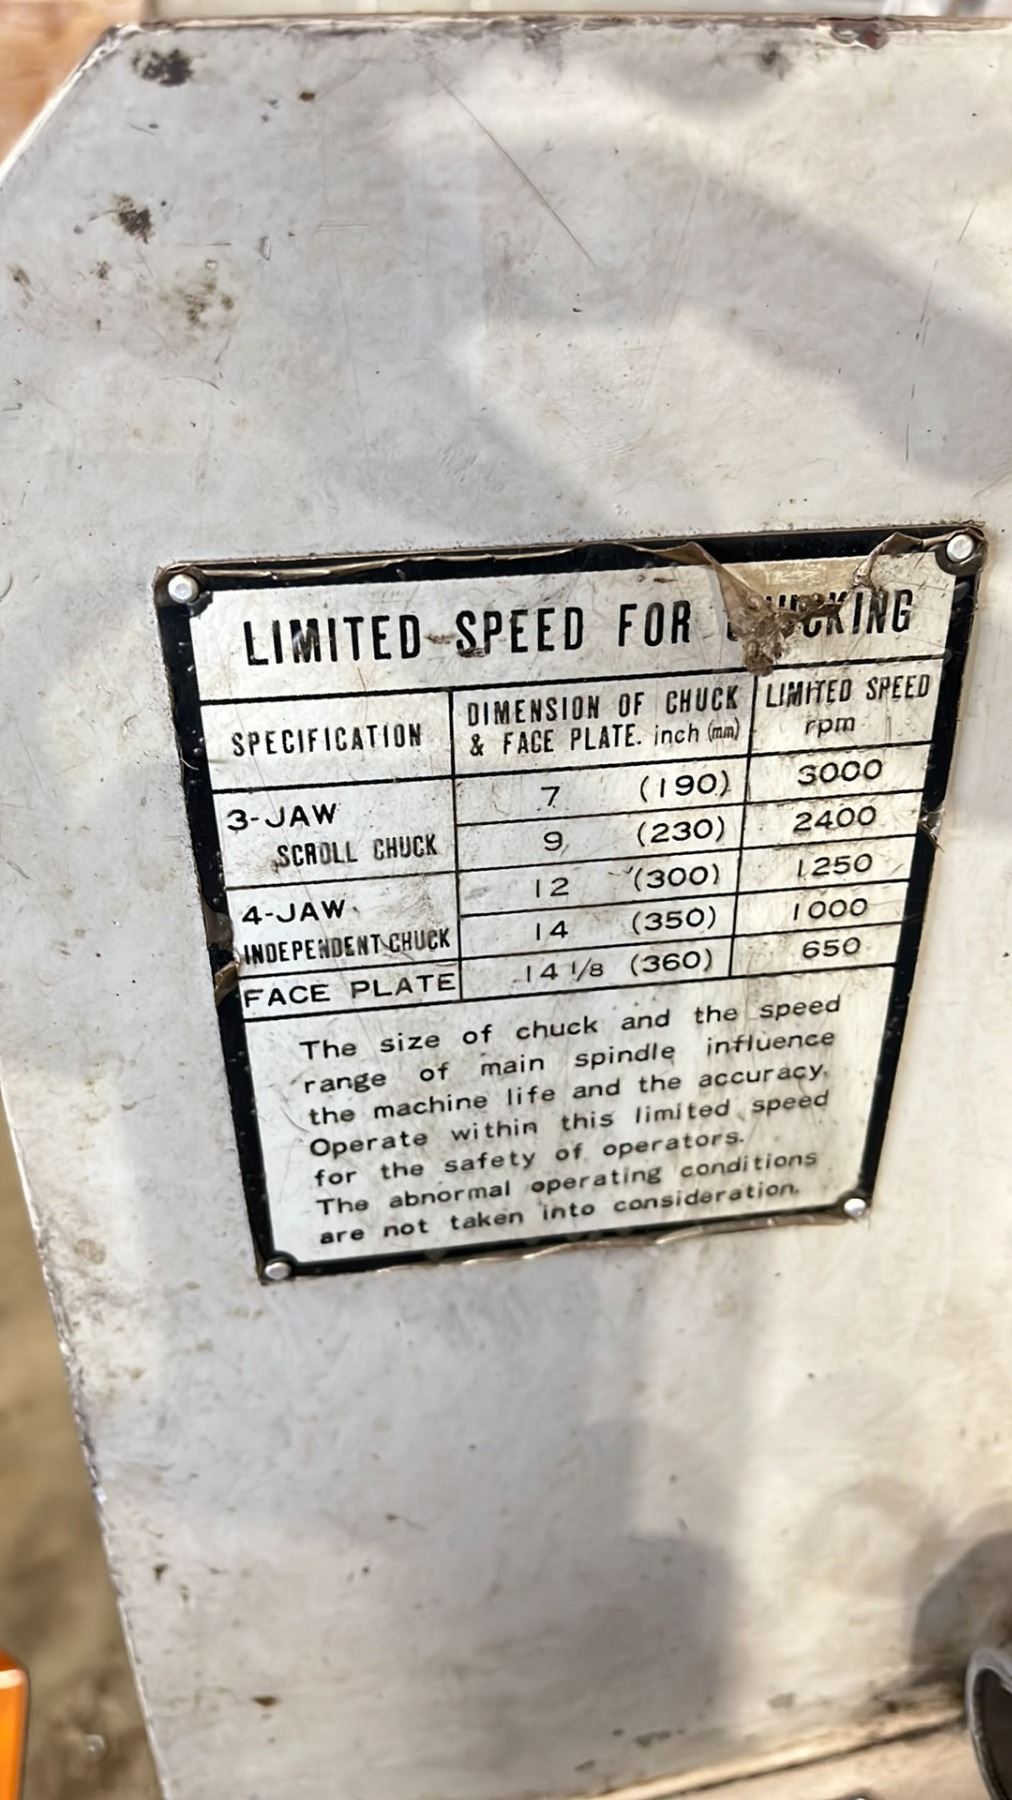 LIMITED SPEED FOR CHUCKING
SPECIFICATION
DIMENSION OF CHUCK
& FACE PLATE. inch (mm)
LIMITED SPEED
rpm
3-JAW
SCROLL CHUCK
7 (190) 3000
9 (230) 2400
4-JAW
INDEPENDENT CHUCK
12 (300) 1250
14 (350) 1000
FACE PLATE 14 1/8 (360) 650
The size of chuck and the speed
range of main spindle influence
the machine life and the accuracy.
Operate within this limited speed
for the safety of operators.
The abnormal operating conditions
are not taken into consideration.